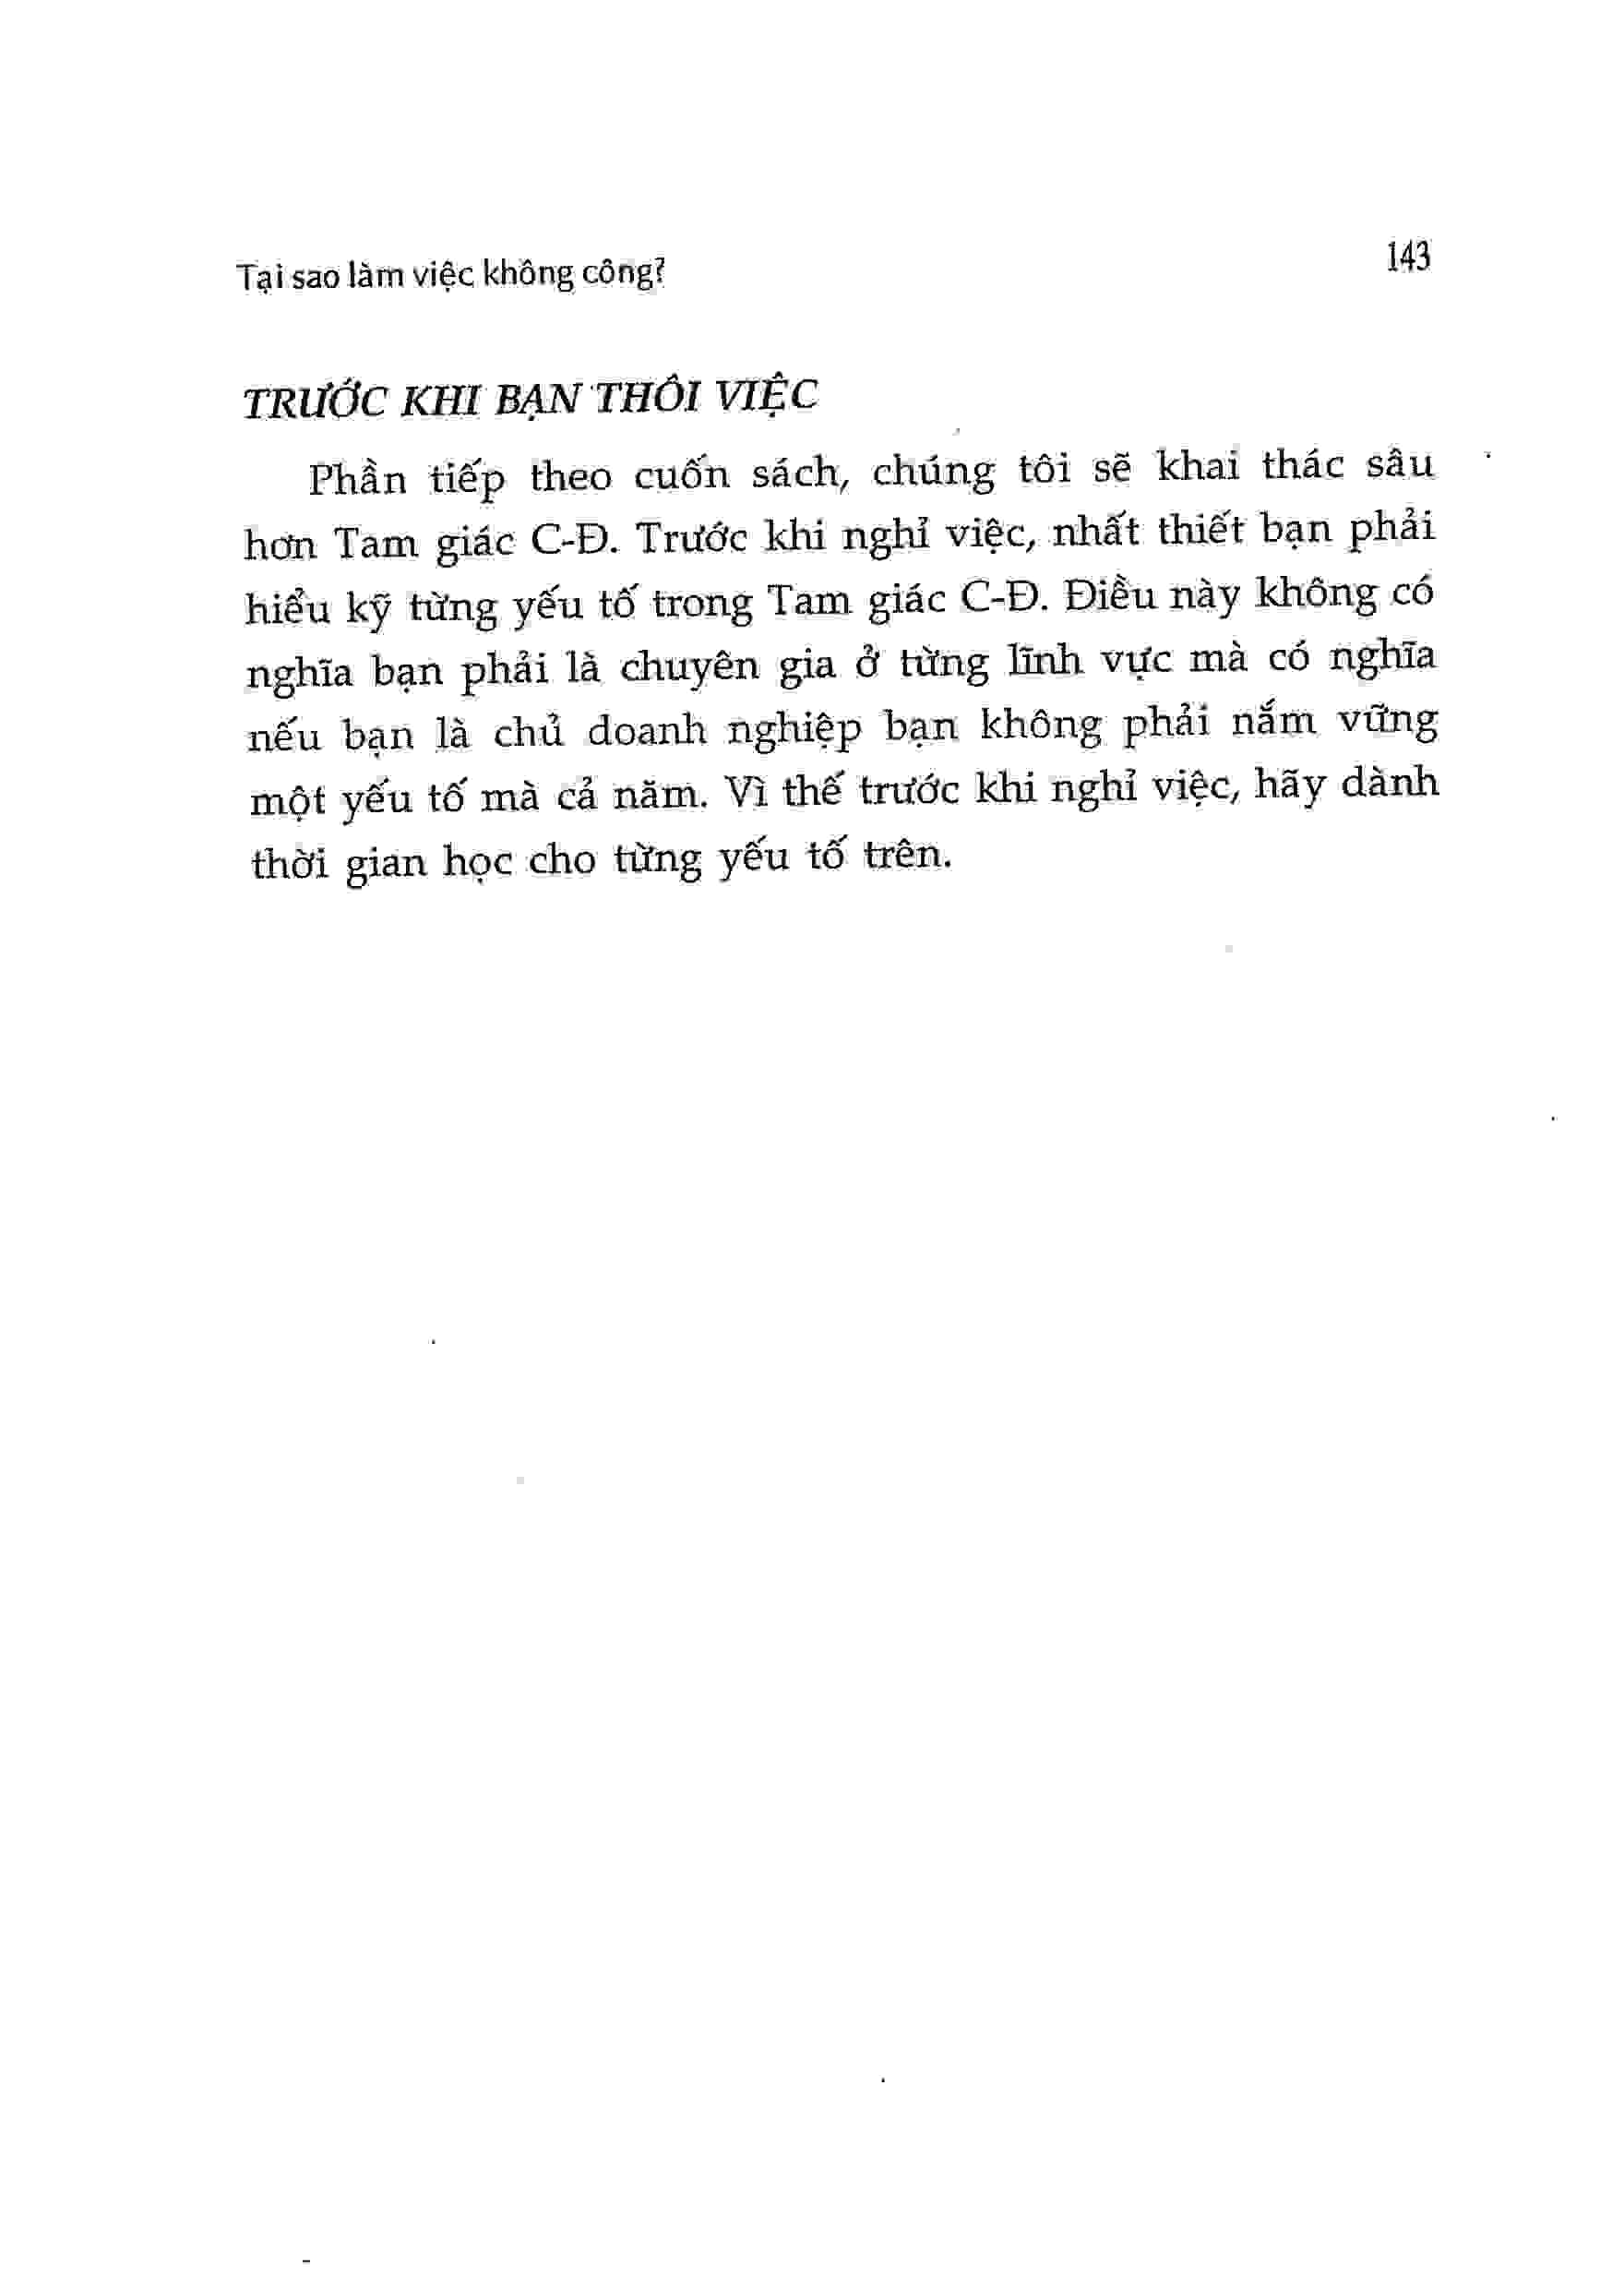 Tại sao làm việc không công?
143
TRƯỚC KHI BẠN THÔI VIỆC
Phần tiếp theo cuốn sách, chúng tôi sẽ khai thác sâu
hơn Tam giác C-Đ. Trước khi nghỉ việc, nhất thiết bạn phải
hiểu kỹ từng yếu tố trong Tam giác C-Đ. Điều này không có
nghĩa bạn phải là chuyên gia ở từng lĩnh vực mà có nghĩa
nếu bạn là chủ doanh nghiệp bạn không phải nắm vững
một yếu tố mà cả năm. Vì thế trước khi nghỉ việc, hãy dành
thời gian học cho từng yếu tố trên.